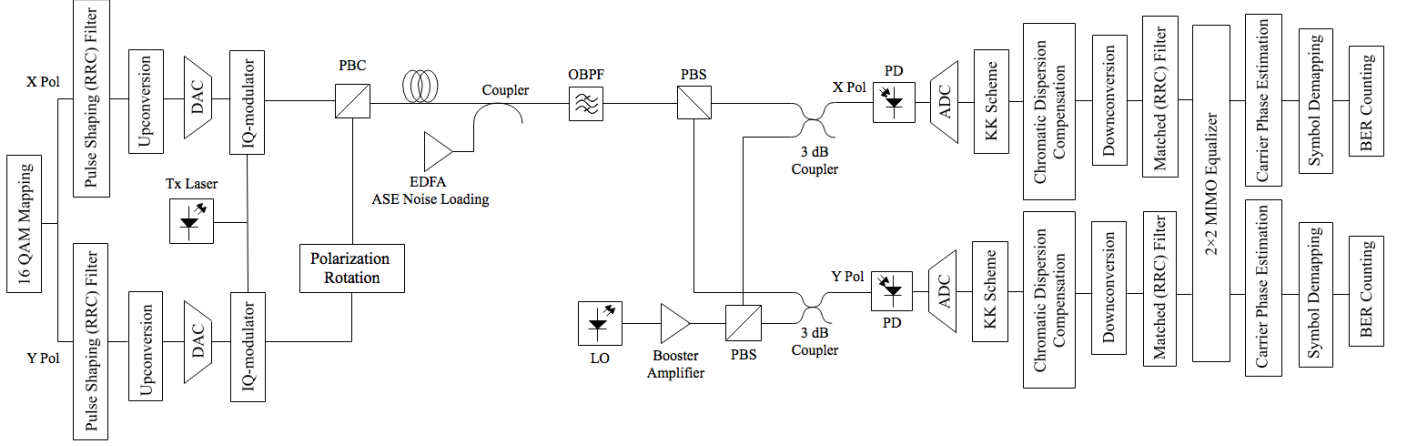 16 QAM Mapping
X Pol
Y Pol
Pulse Shaping (RRC) Filter
Upconversion
DAC
IQ-modulator
Tx Laser
Pulse Shaping (RRC) Filter
Upconversion
DAC
IQ-modulator
PBC
Polarization
Rotation
Coupler
EDFA
ASE Noise Loading
OBPF
PBS
LO
Booster
Amplifier
PBS
3 dB
Coupler
X Pol
PD
ADC
KK Scheme
Chromatic Dispersion
Compensation
Downconversion
Matched (RRC) Filter
3 dB
Coupler
Y Pol
PD
ADC
KK Scheme
Chromatic Dispersion
Compensation
Downconversion
Matched (RRC) Filter
2×2 MIMO Equalizer
Carrier Phase Estimation
Symbol Demapping
BER Counting
Carrier Phase Estimation
Symbol Demapping
BER Counting